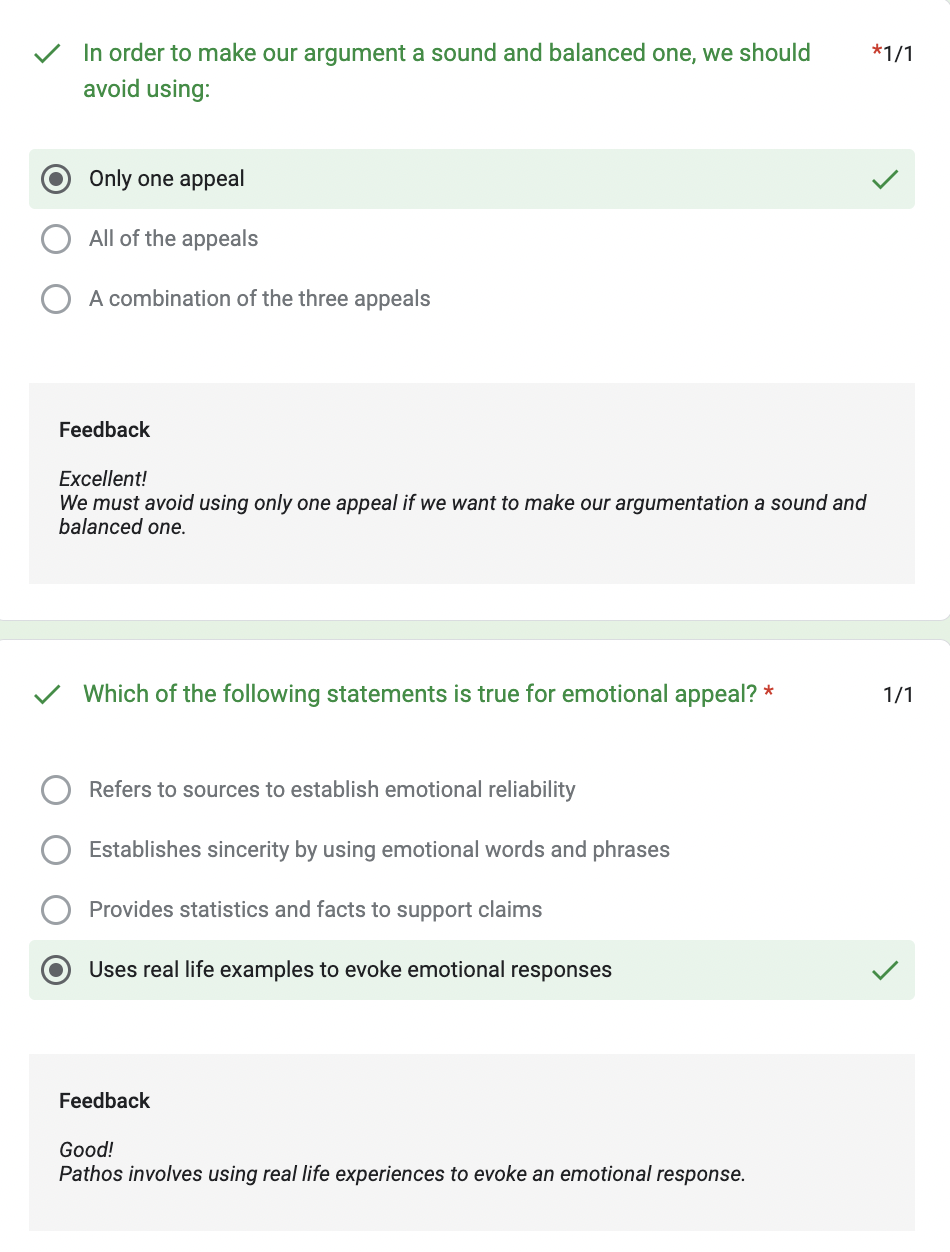 In order to make our argument a sound and balanced one, we should *1/1
avoid using:
Only one appeal
All of the appeals
A combination of the three appeals
Feedback
Excellent!
We must avoid using only one appeal if we want to make our argumentation a sound and
balanced one.
Which of the following statements is true for emotional appeal? * 1/1
Refers to sources to establish emotional reliability
Establishes sincerity by using emotional words and phrases
Provides statistics and facts to support claims
Uses real life examples to evoke emotional responses
Feedback
Good!
Pathos involves using real life experiences to evoke an emotional response.